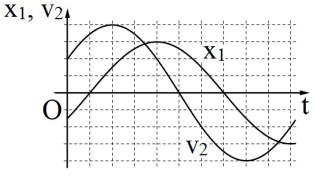 x₁, v₂
x₁
O
t
v₂